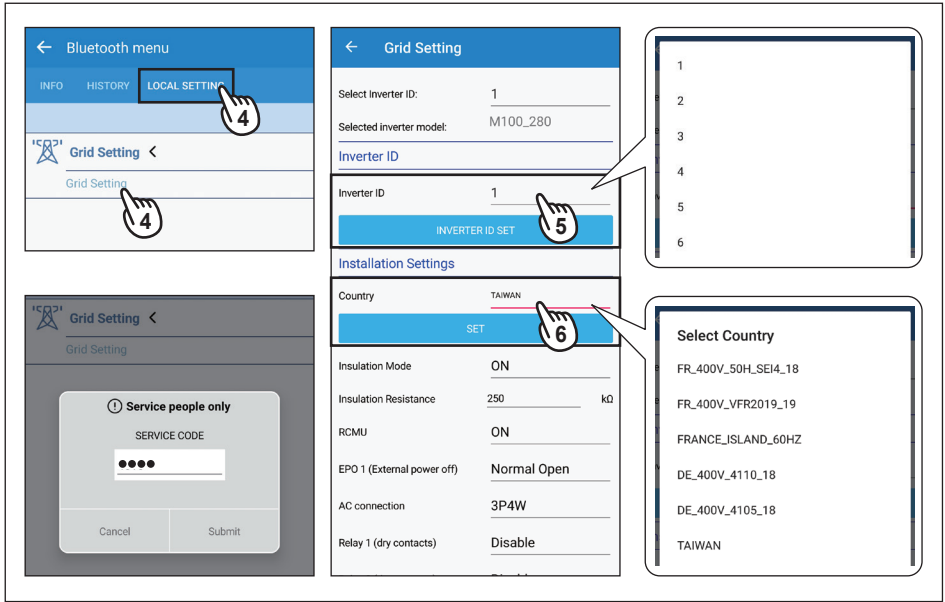 Bluetooth menu
INFO HISTORY LOCAL SETTING
4
Grid Setting
Grid Setting
4
Grid Setting
Grid Setting
Service people only
SERVICE CODE
Cancel Submit
Grid Setting
Select Inverter ID: 1
Selected inverter model: M100_280
Inverter ID
Inverter ID 1
5
INVERTER ID SET
Installation Settings
Country TAIWAN
6
SET
Insulation Mode ON
Insulation Resistance 250 kΩ
RCMU ON
EPO 1 (External power off) Normal Open
AC connection 3P4W
Relay 1 (dry contacts) Disable
1
2
3
4
5
6
Select Country
FR_400V_50H_SEI4_18
FR_400V_VFR2019_19
FRANCE_ISLAND_60HZ
DE_400V_4110_18
DE_400V_4105_18
TAIWAN